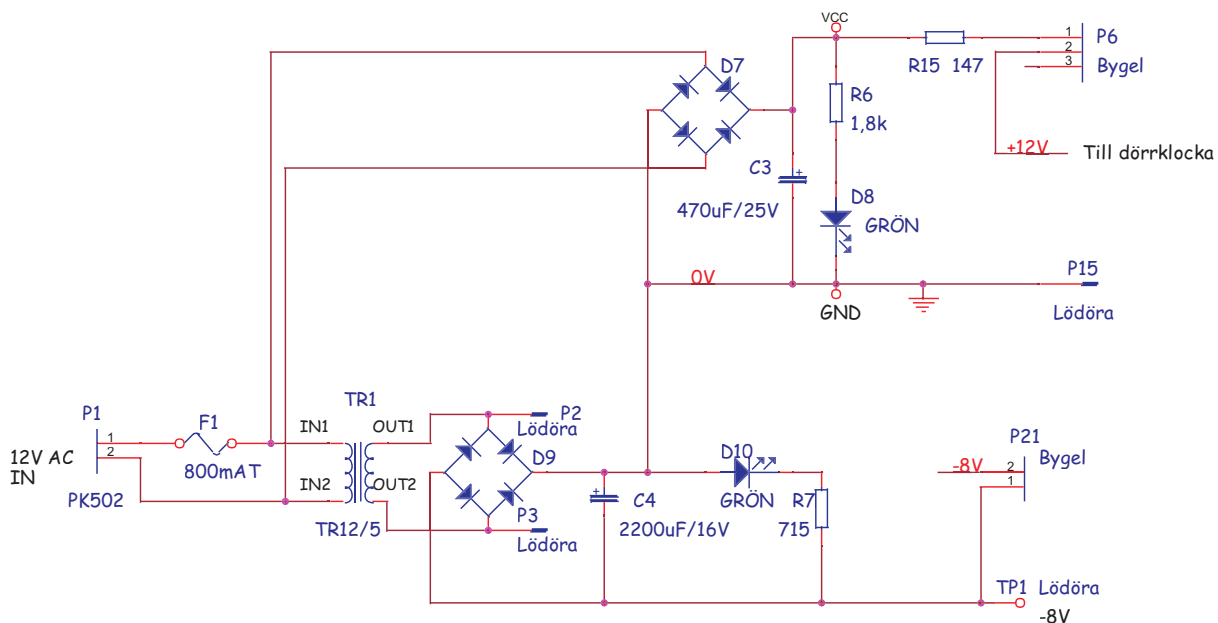 VCC
D7
R15 147
1
2
3
P6
Bygel
R6
1,8k
+12V
Till dörrklocka
C3
+
470uF/25V
D8
GRÖN
0V
P15
Lödöra
GND
TR1
P1
F1
IN1
OUT1
P2
Lödöra
1
2
12V AC
IN
800mAT
D9
D10
P21
Bygel
-8V
2
1
IN2
OUT2
PK502
+
C4
GRÖN
R7
P3
TR12/5
Lödöra
2200uF/16V
715
TP1
Lödöra
-8V